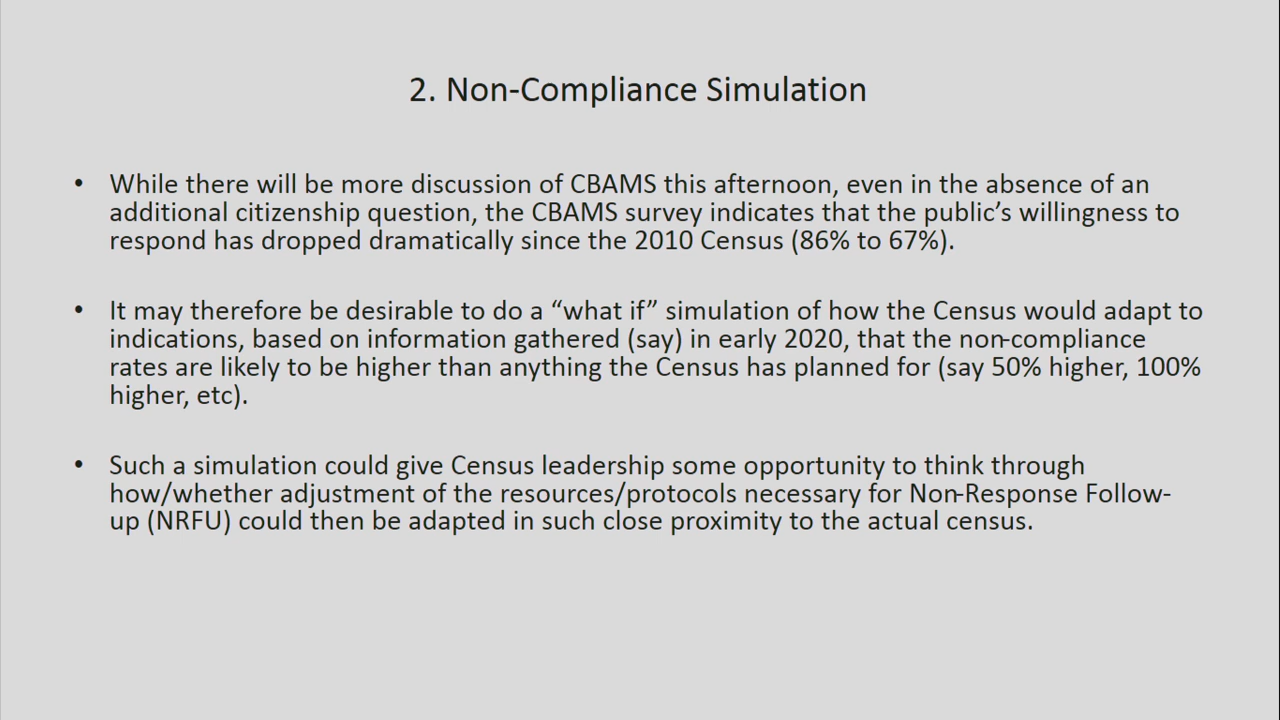 2. Non-Compliance Simulation
• While there will be more discussion of CBAMS this afternoon, even in the absence of an
additional citizenship question, the CBAMS survey indicates that the public’s willingness to
respond has dropped dramatically since the 2010 Census (86% to 67%).
• It may therefore be desirable to do a “what if” simulation of how the Census would adapt to
indications, based on information gathered (say) in early 2020, that the non-compliance
rates are likely to be higher than anything the Census has planned for (say 50% higher, 100%
higher, etc).
• Such a simulation could give Census leadership some opportunity to think through
how/whether adjustment of the resources/protocols necessary for Non-Response Follow-
up (NRFU) could then be adapted in such close proximity to the actual census.